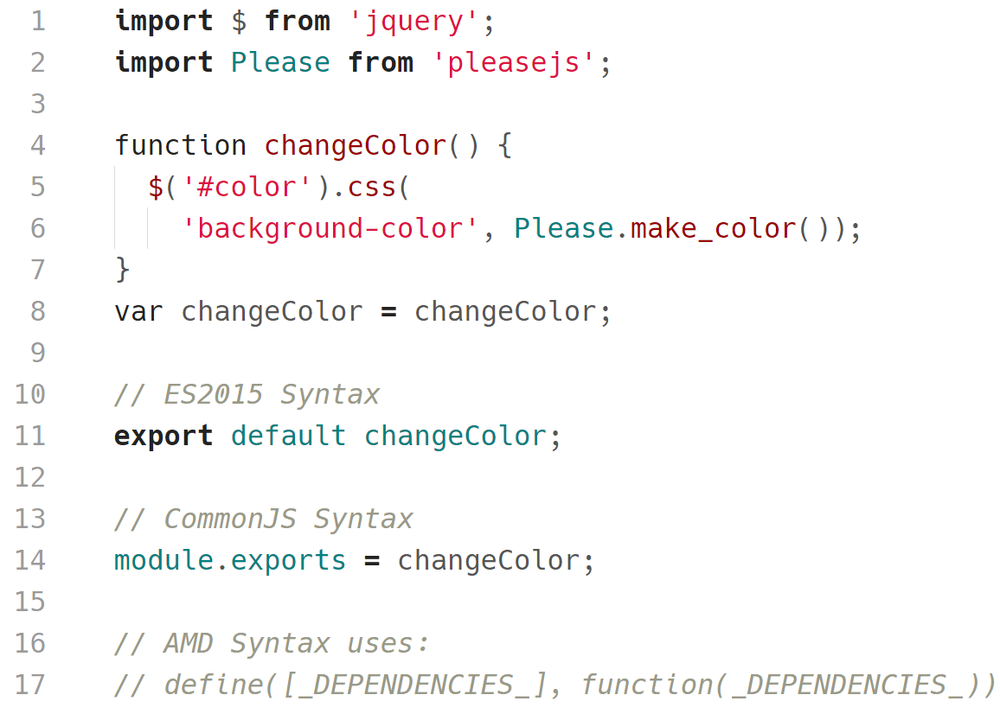 1 import $ from 'jquery';
2 import Please from 'pleasejs';
3
4 function changeColor() {
5   $('#color').css(
6     'background-color', Please.make_color());
7 }
8 var changeColor = changeColor;
9
10 // ES2015 Syntax
11 export default changeColor;
12
13 // CommonJS Syntax
14 module.exports = changeColor;
15
16 // AMD Syntax uses:
17 // define([_DEPENDENCIES_], function(_DEPENDENCIES_))